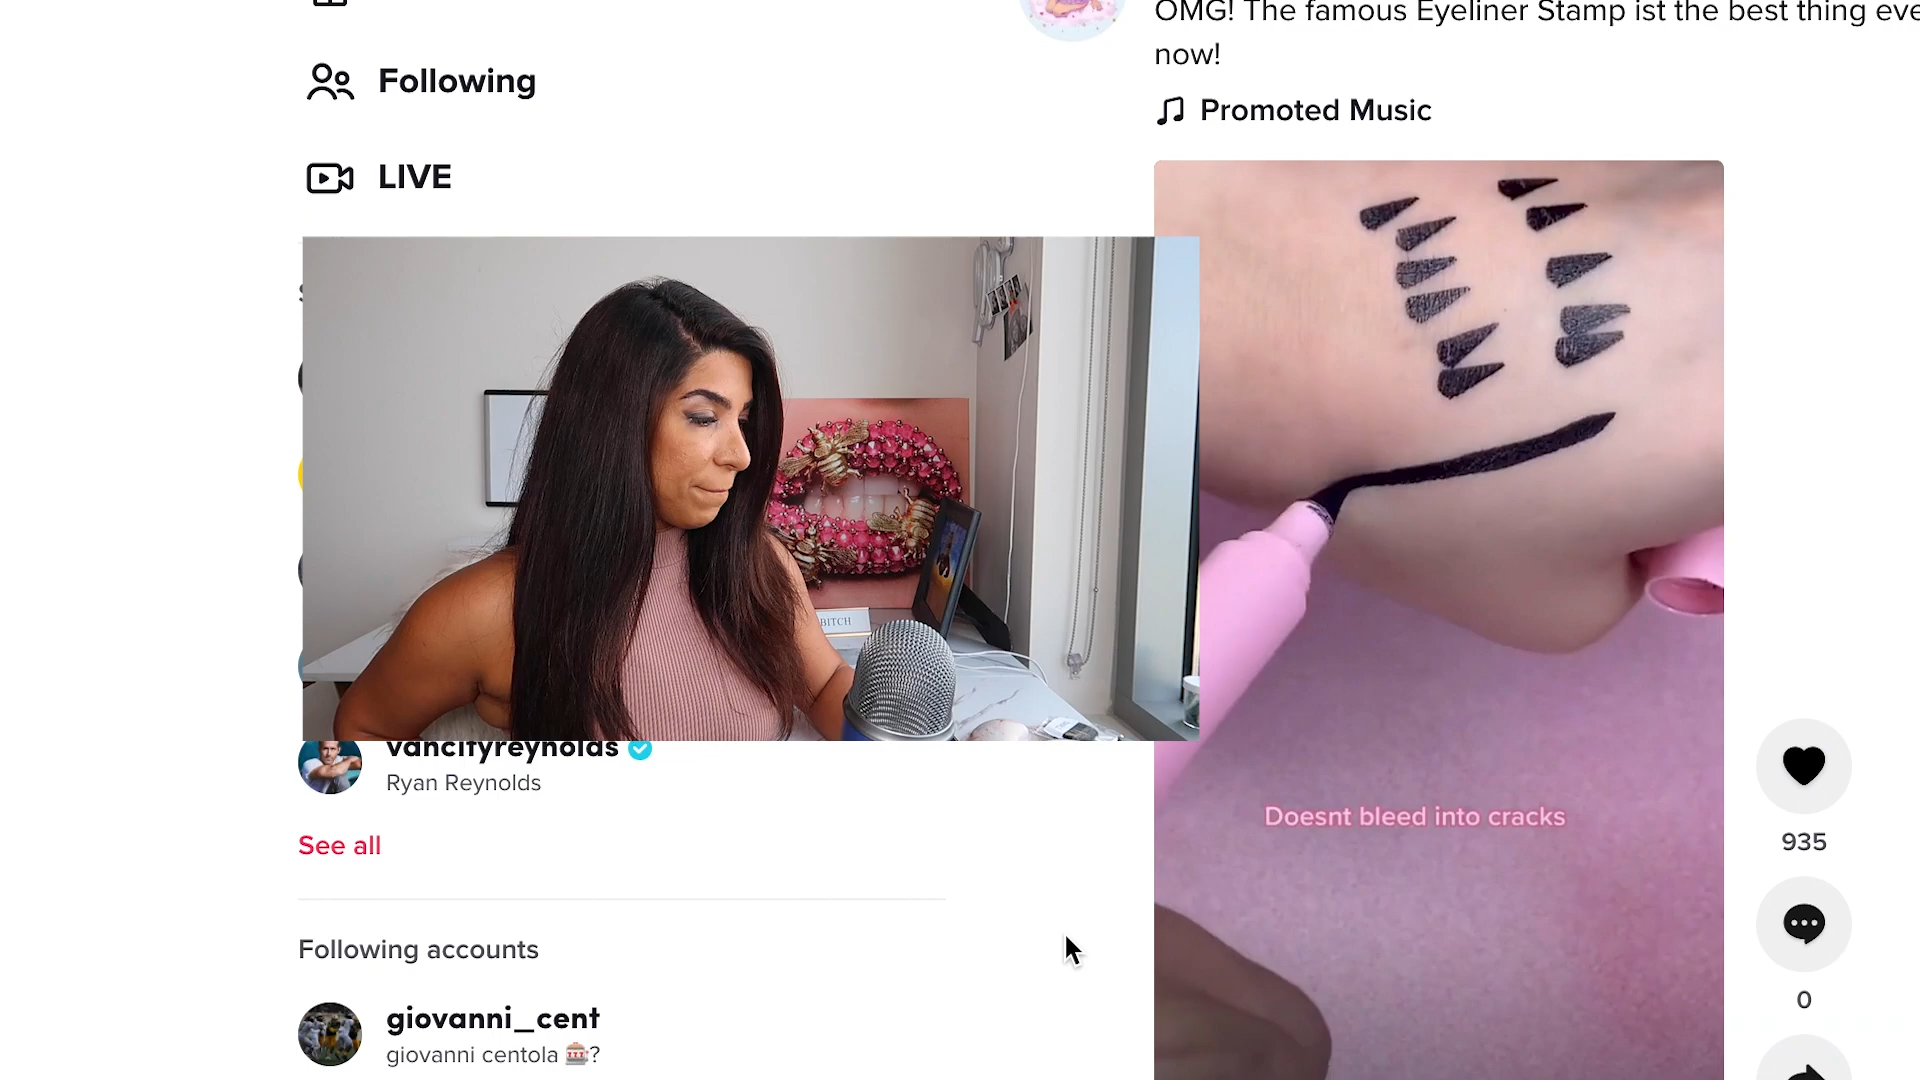 OMG! The famous Eyeliner Stamp ist the best thing eve
now!
Promoted Music
Following
LIVE
BITCH
vancityreynolds
Ryan Reynolds
See all
Following accounts
giovanni_cent
giovanni centola 🎰?
Doesnt bleed into cracks
935
0